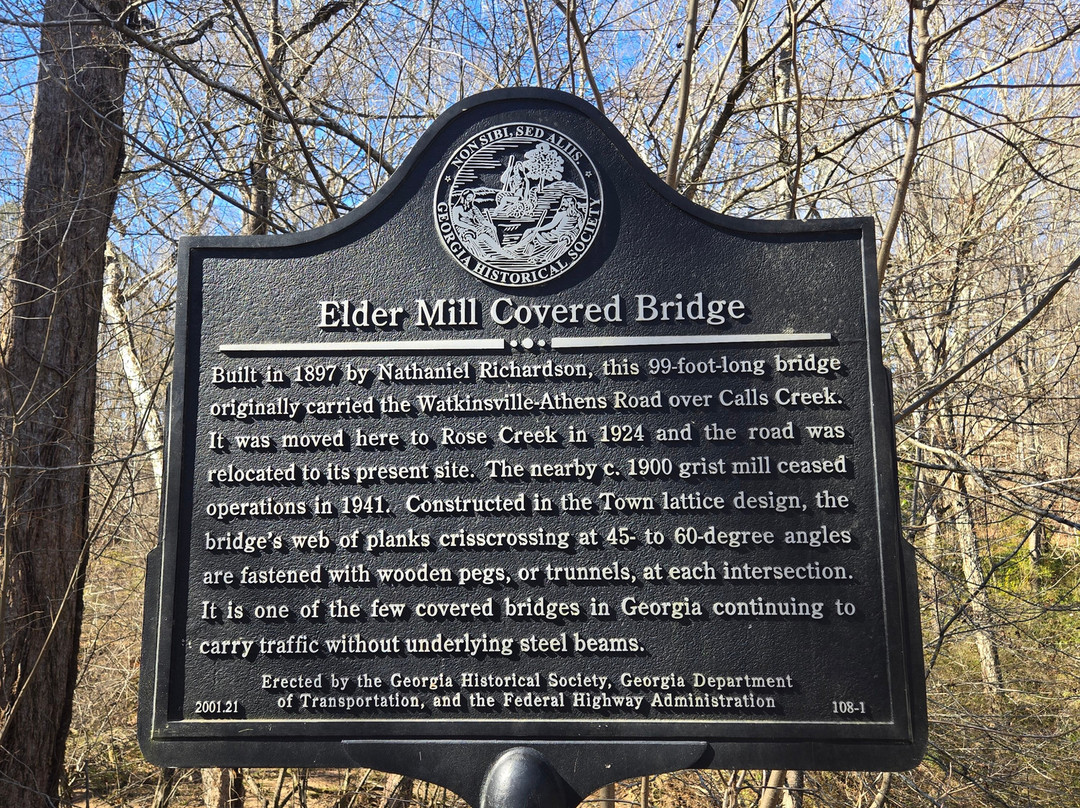 NON SIBI, SED ALIIS.
GEORGIA HISTORICAL SOCIETY
Elder Mill Covered Bridge
Built in 1897 by Nathaniel Richardson, this 99-foot-long bridge
originally carried the Watkinsville-Athens Road over Calls Creek.
It was moved here to Rose Creek in 1924 and the road was
relocated to its present site. The nearby c. 1900 grist mill ceased
operations in 1941. Constructed in the Town lattice design, the
bridge's web of planks crisscrossing at 45- to 60-degree angles
are fastened with wooden pegs, or trunnels, at each intersection.
It is one of the few covered bridges in Georgia continuing to
carry traffic without underlying steel beams.
Erected by the Georgia Historical Society, Georgia Department
of Transportation, and the Federal Highway Administration
2001.21
108-1